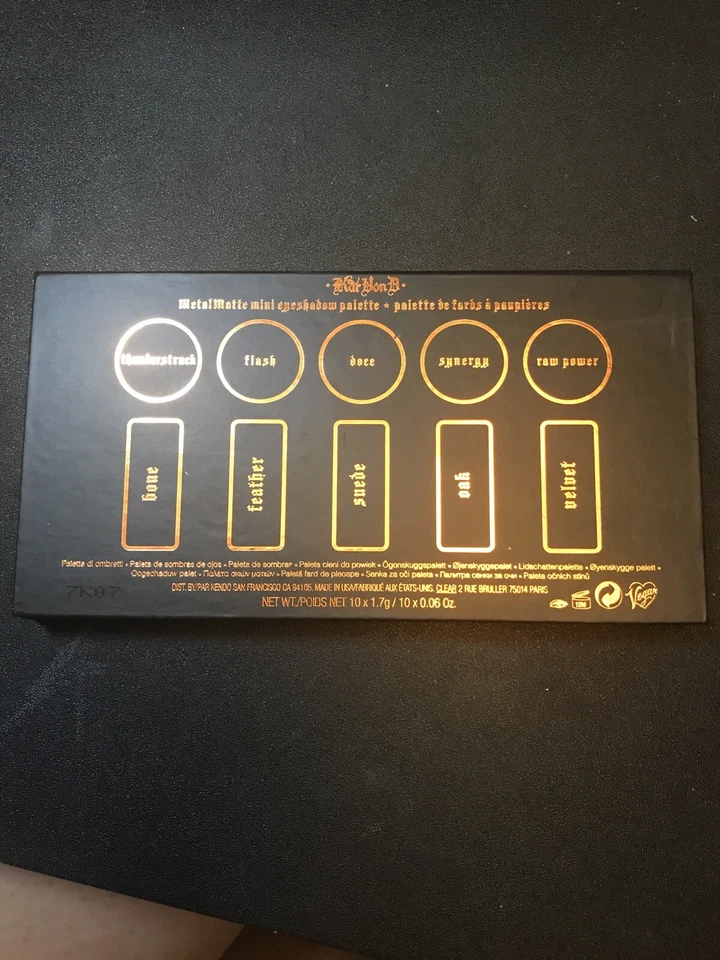 · Kat Von D ·
MetalMatte mini eyeshadow palette * palette de fards à paupières
thunderstruck flash doce synergy raw power
bone feather suede oak velvet
Palette di ombretti • Paleta de sombras de ojos • Paleta de sombras • Paleta cieni do powiek • Ögonskuggspalett • Øjenskyggepalet • Lidschattenpalette • Øyenskygge palett •
Oogschaduw palet • Παλέτα σκιών ματιών • Paletă fard de pleoape • Senka za oči paleta • Палитра сенки за очи • Paleta očních stínů
7K07
DIST. BY/PAR KENDO SAN FRANCISCO CA 94105. MADE IN USA/FABRIQUÉ AUX ÉTATS-UNIS. CLEAR 2 RUE BRULLER 75014 PARIS
NET WT./POIDS NET 10 x 1.7g / 10 x 0.06 Oz.
12M
Vegan